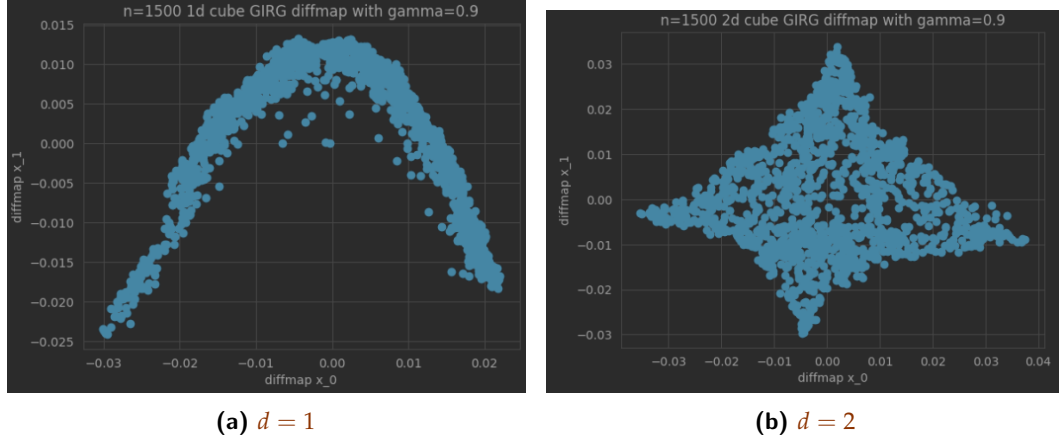 n=1500 1d cube GIRG diffmap with gamma=0.9
0.015
0.010
0.005
0.000
−0.005
−0.010
−0.015
−0.020
−0.025
diffmap x_1
−0.03 −0.02 −0.01 0.00 0.01 0.02
diffmap x_0
(a) d = 1
n=1500 2d cube GIRG diffmap with gamma=0.9
0.03
0.02
0.01
0.00
−0.01
−0.02
−0.03
diffmap x_1
−0.03 −0.02 −0.01 0.00 0.01 0.02 0.03 0.04
diffmap x_0
(b) d = 2